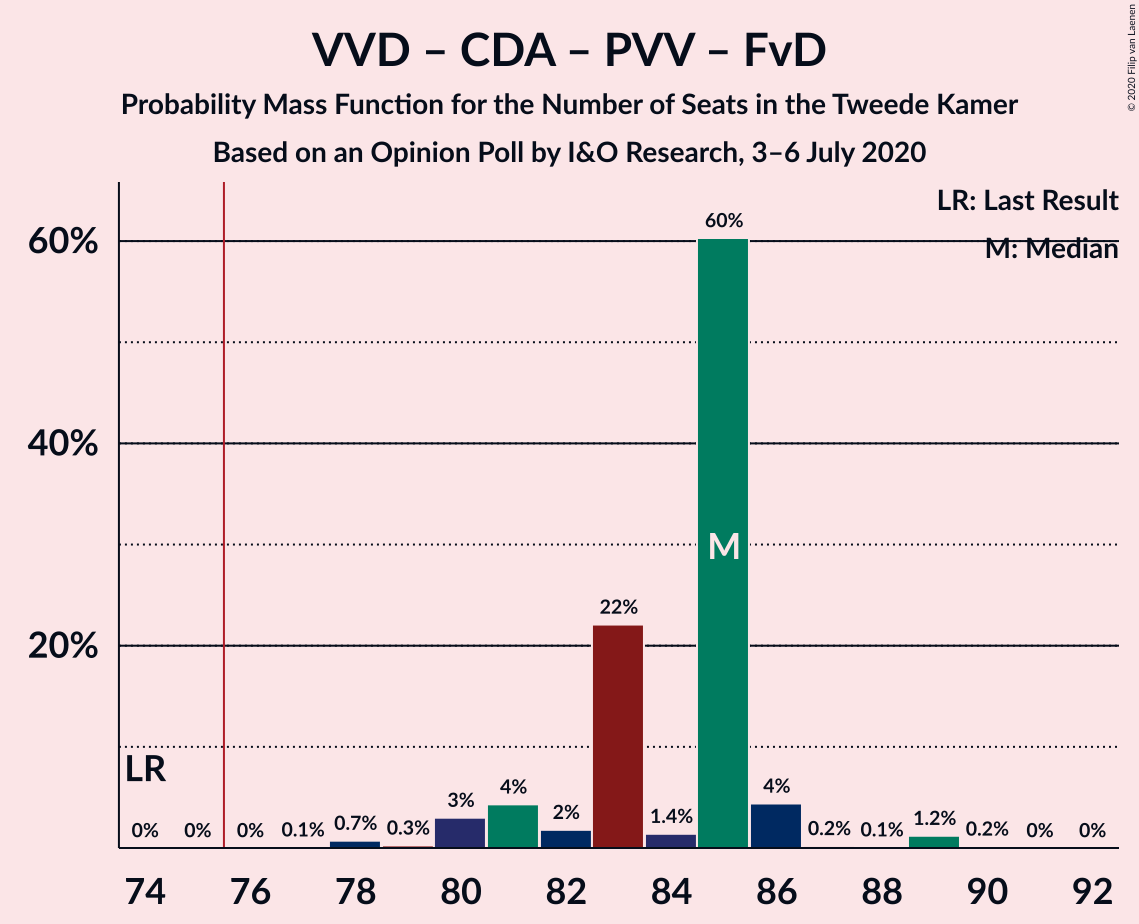 VVD – CDA – PVV – FvD
Probability Mass Function for the Number of Seats in the Tweede Kamer
Based on an Opinion Poll by I&O Research, 3–6 July 2020
© 2020 Filip van Laenen
LR: Last Result
M: Median
60%
40%
20%
60%
22%
M
LR
0% 0% 0% 0.1% 0.7% 0.3% 3% 4% 2% 1.4% 4% 0.2% 0.1% 1.2% 0.2% 0% 0%
74 76 78 80 82 84 86 88 90 92